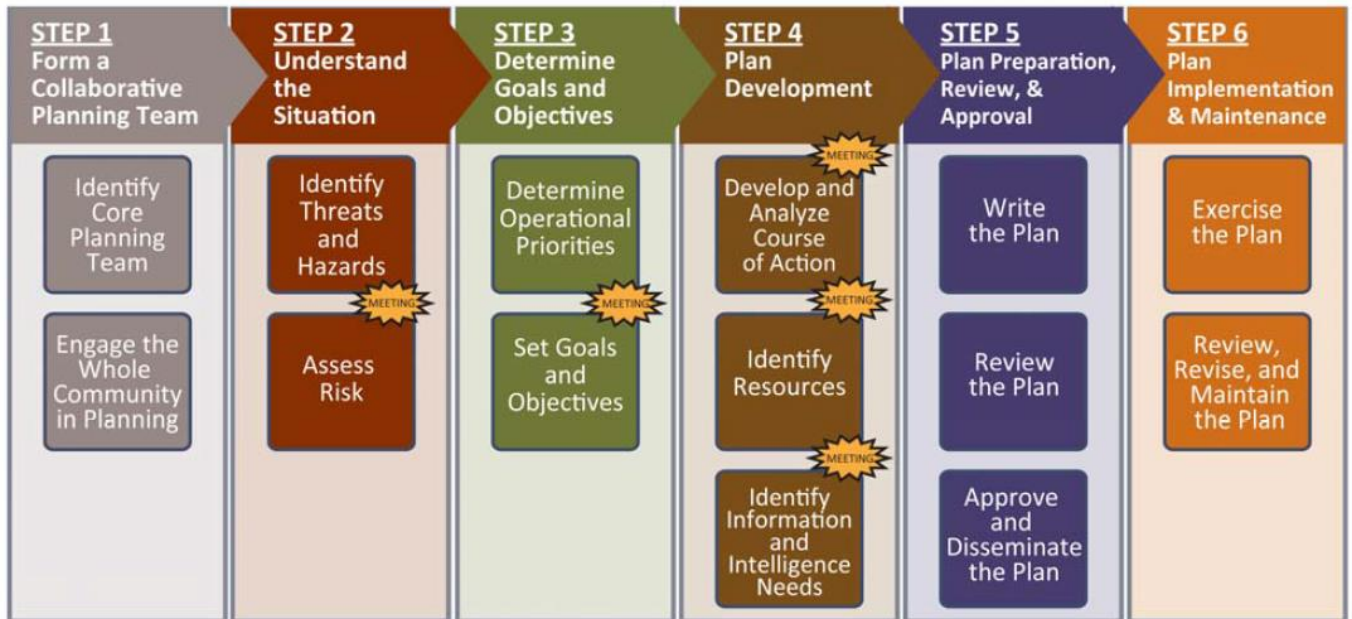 STEP 1
Form a
Collaborative
Planning Team
Identify
Core
Planning
Team
Engage the
Whole
Community
in Planning
STEP 2
Understand
the
Situation
Identify
Threats
and
Hazards
MEETING
Assess
Risk
STEP 3
Determine
Goals and
Objectives
Determine
Operational
Priorities
MEETING
Set Goals
and
Objectives
STEP 4
Plan
Development
MEETING
Develop and
Analyze
Course
of Action
MEETING
Identify
Resources
MEETING
Identify
Information
and
Intelligence
Needs
STEP 5
Plan Preparation,
Review, &
Approval
Write
the Plan
Review
the Plan
Approve
and
Disseminate
the Plan
STEP 6
Plan
Implementation
& Maintenance
Exercise
the Plan
Review,
Revise, and
Maintain
the Plan